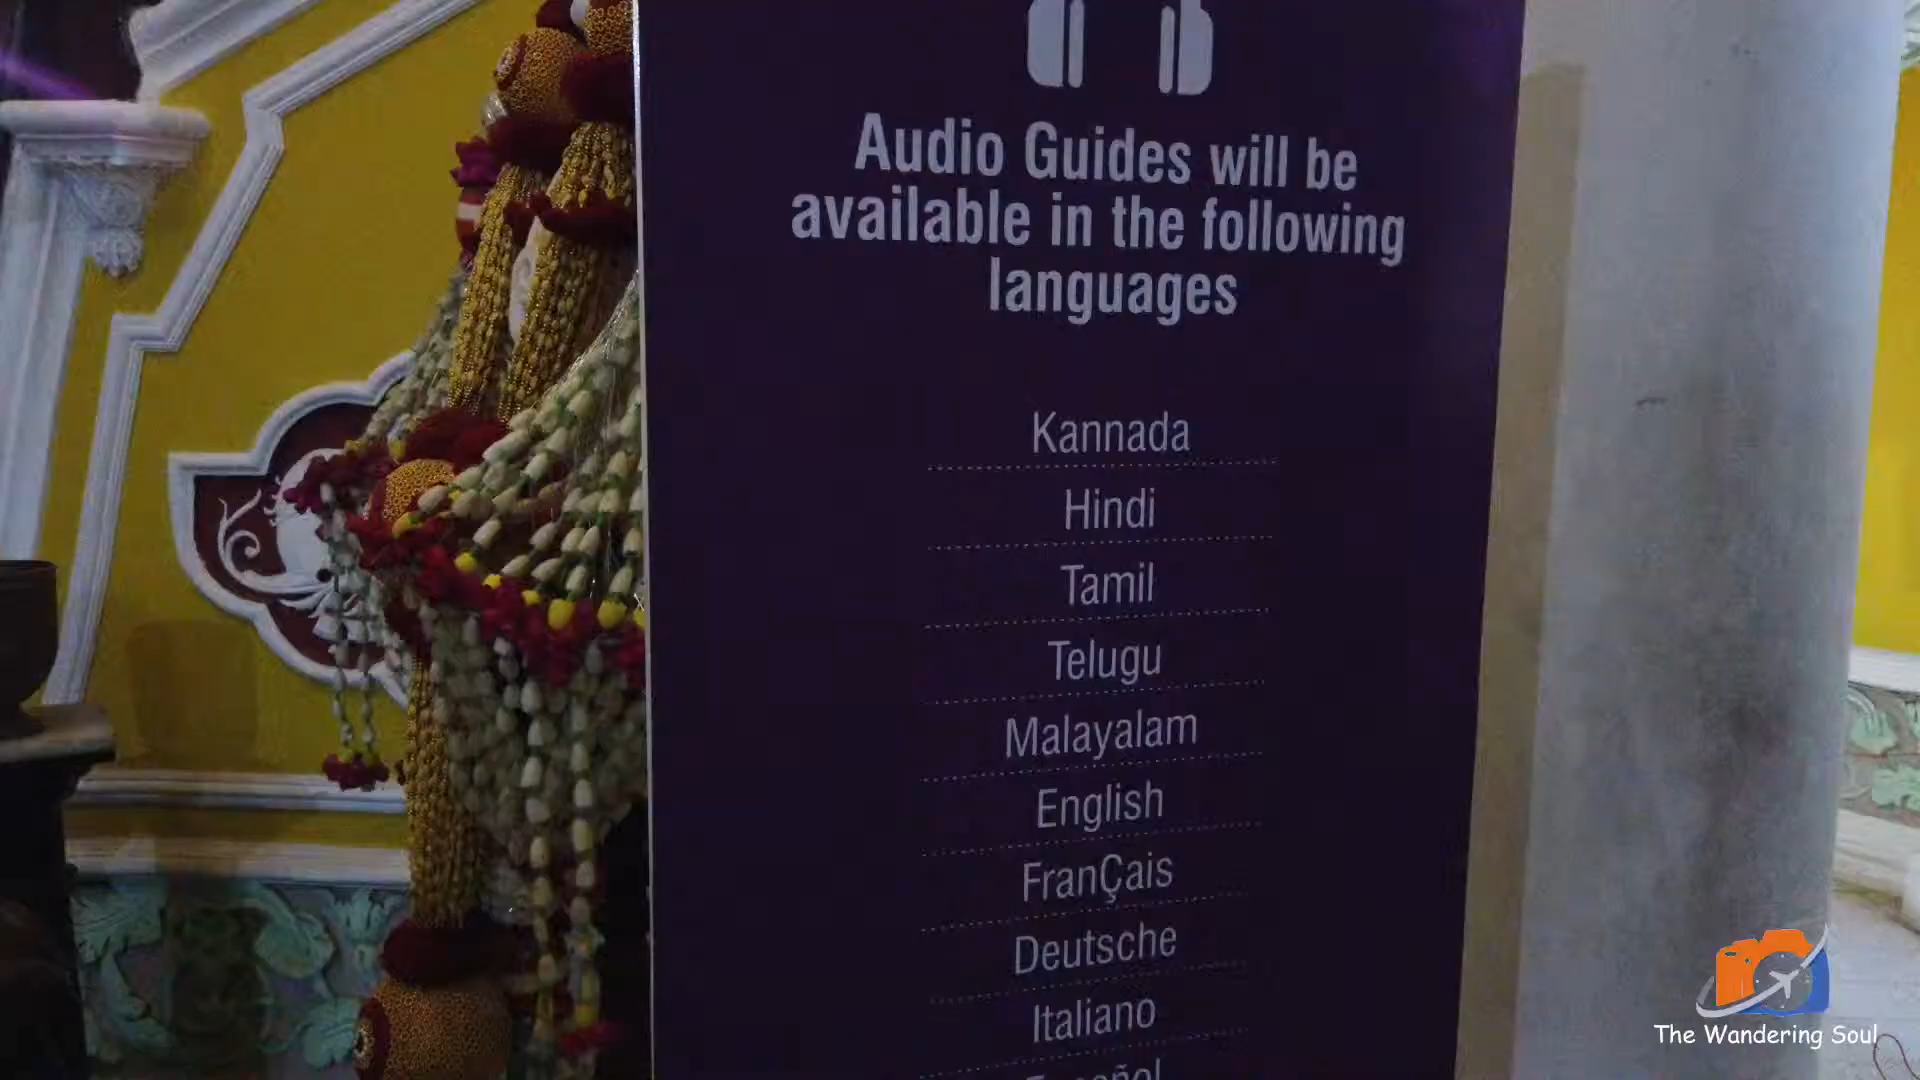 Audio Guides will be
available in the following
languages
Kannada
Hindi
Tamil
Telugu
Malayalam
English
FranÇais
Deutsche
Italiano
The Wandering Soul